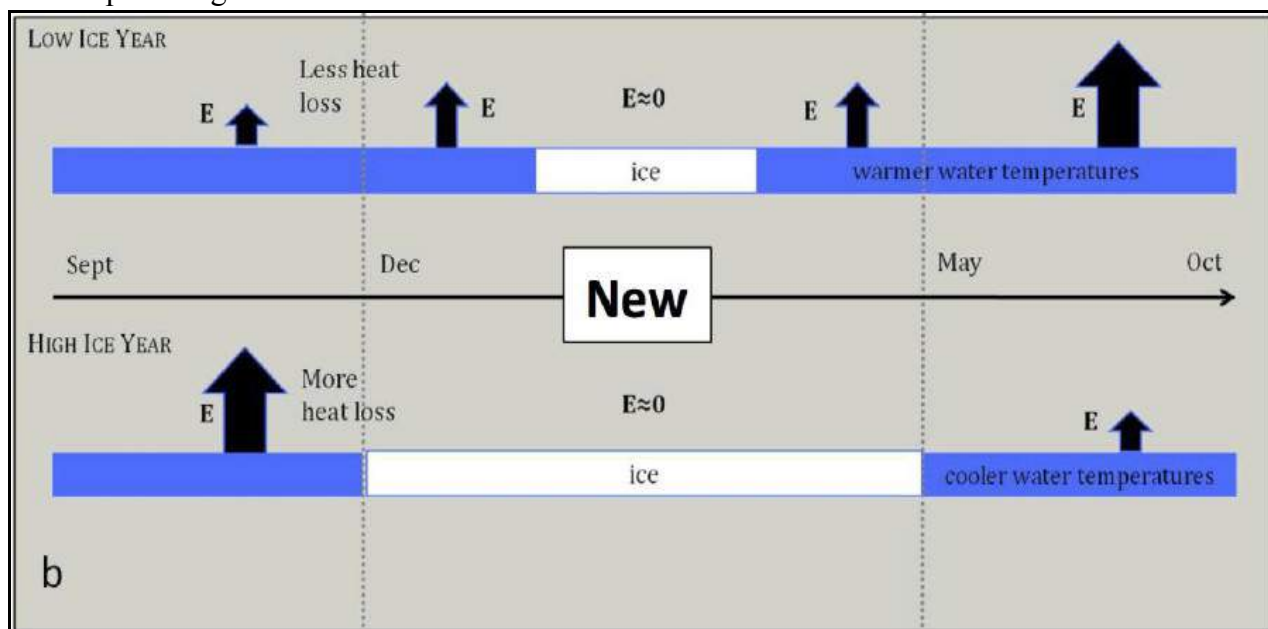 LOW ICE YEAR
Less heat
loss
E
E
E≈0
E
E
ice
warmer water temperatures
Sept
Dec
New
May
Oct
HIGH ICE YEAR
More
heat loss
E
E≈0
E
ice
cooler water temperatures
b